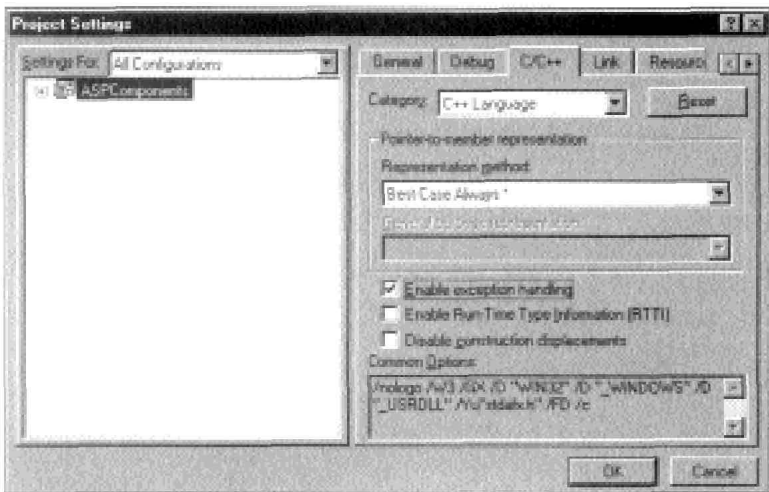 Project Settings
Settings For: All Configurations
ASPComponents
General Debug C/C++ Link Resourc
Category: C++ Language Reset
Pointer-to-member representation
Representation method:
Best Case Always *
Enable exception handling
Enable Run-Time Type Information (RTTI)
Disable construction displacements
Common Options:
/nologo /W3 /GX /D "WIN32" /D "_WINDOWS" /D
"_USRDLL" /Yu"stdafx.h" /FD /c
OK Cancel